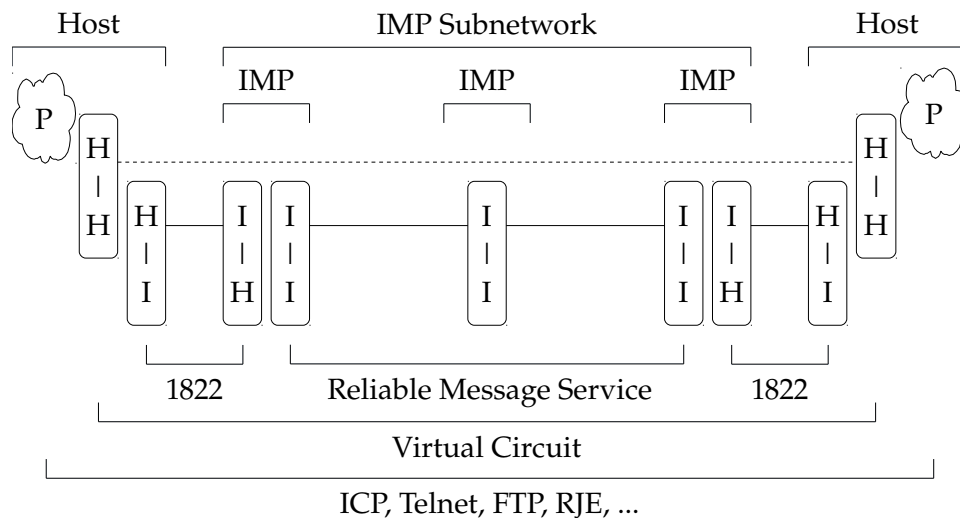 Host IMP Subnetwork Host
IMP IMP IMP
P P
H | H H | H
H | I I | H I | I I | I I | I I | H H | I
1822 Reliable Message Service 1822
Virtual Circuit
ICP, Telnet, FTP, RJE, ...